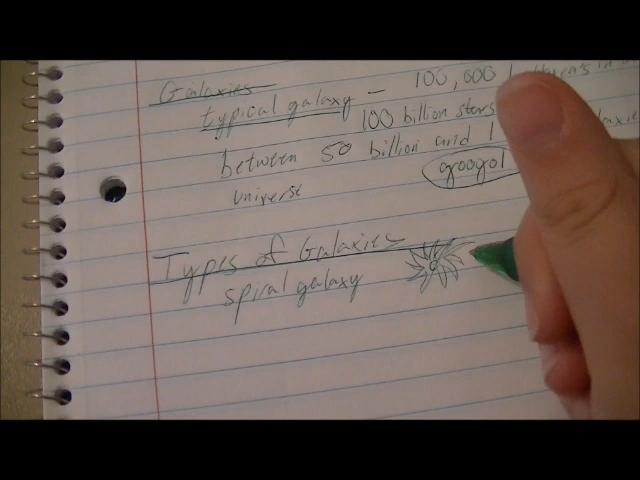 Galaxies
typical galaxy - 100,000 in
100 billion stars
between 50 billion and 1
universe googol
Types of Galaxies
spiral galaxy